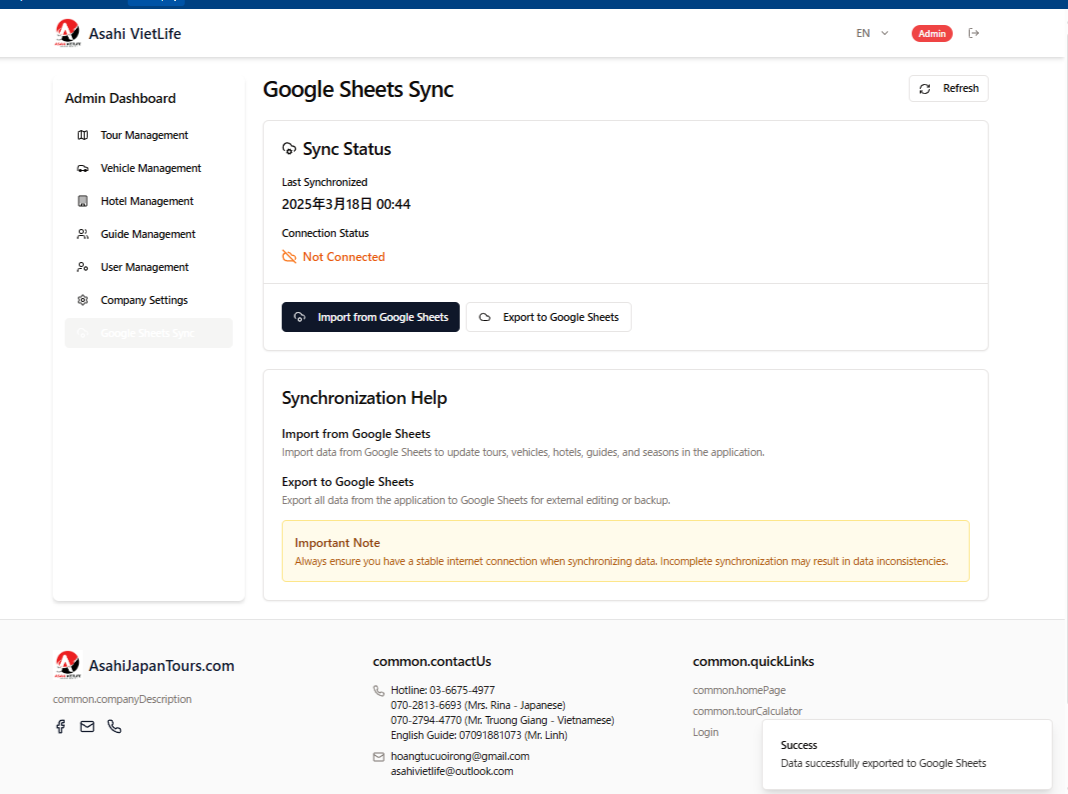 Asahi VietLife
EN
Admin
Admin Dashboard
Tour Management
Vehicle Management
Hotel Management
Guide Management
User Management
Company Settings
Google Sheets Sync
Google Sheets Sync
Refresh
Sync Status
Last Synchronized
2025年3月18日 00:44
Connection Status
Not Connected
Import from Google Sheets
Export to Google Sheets
Synchronization Help
Import from Google Sheets
Import data from Google Sheets to update tours, vehicles, hotels, guides, and seasons in the application.
Export to Google Sheets
Export all data from the application to Google Sheets for external editing or backup.
Important Note
Always ensure you have a stable internet connection when synchronizing data. Incomplete synchronization may result in data inconsistencies.
AsahiJapanTours.com
common.companyDescription
common.contactUs
Hotline: 03-6675-4977
070-2813-6693 (Mrs. Rina - Japanese)
070-2794-4770 (Mr. Truong Giang - Vietnamese)
English Guide: 07091881073 (Mr. Linh)
hoangtucuoirong@gmail.com
asahivietlife@outlook.com
common.quickLinks
common.homePage
common.tourCalculator
Login
Success
Data successfully exported to Google Sheets